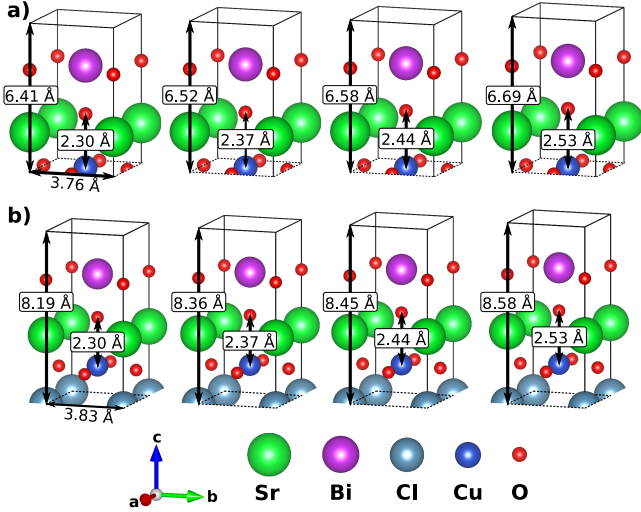 a)
6.41 Å
6.52 Å
6.58 Å
6.69 Å
2.30 Å
2.37 Å
2.44 Å
2.53 Å
3.76 Å
b)
8.19 Å
8.36 Å
8.45 Å
8.58 Å
2.30 Å
2.37 Å
2.44 Å
2.53 Å
3.83 Å
c
a
b
Sr
Bi
Cl
Cu
O